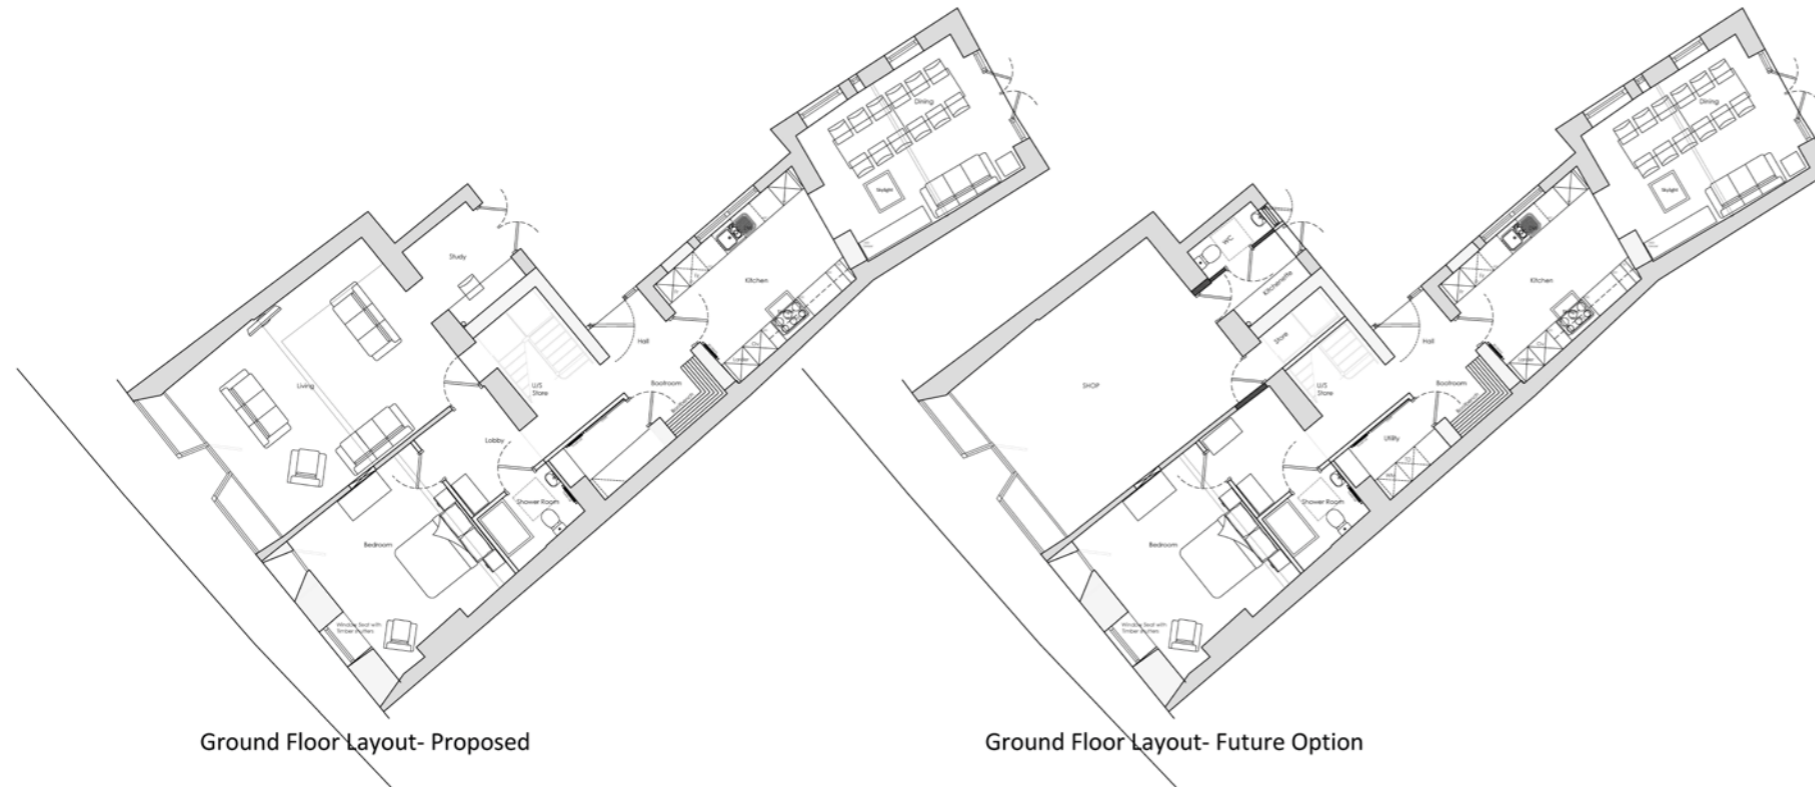 Dining
Skylight
Study
Kitchen
Hall
Living
Larder
Bootroom
U/S
Store
Lobby
Shower Room
Bedroom
Window Seat with
timber shutters
Ground Floor Layout- Proposed
Dining
Skylight
WC
Kitchenette
Kitchen
Store
Hall
SHOP
Larder
Bootroom
U/S
Store
Utility
Shower Room
Bedroom
Window Seat with
timber shutters
Ground Floor Layout- Future Option